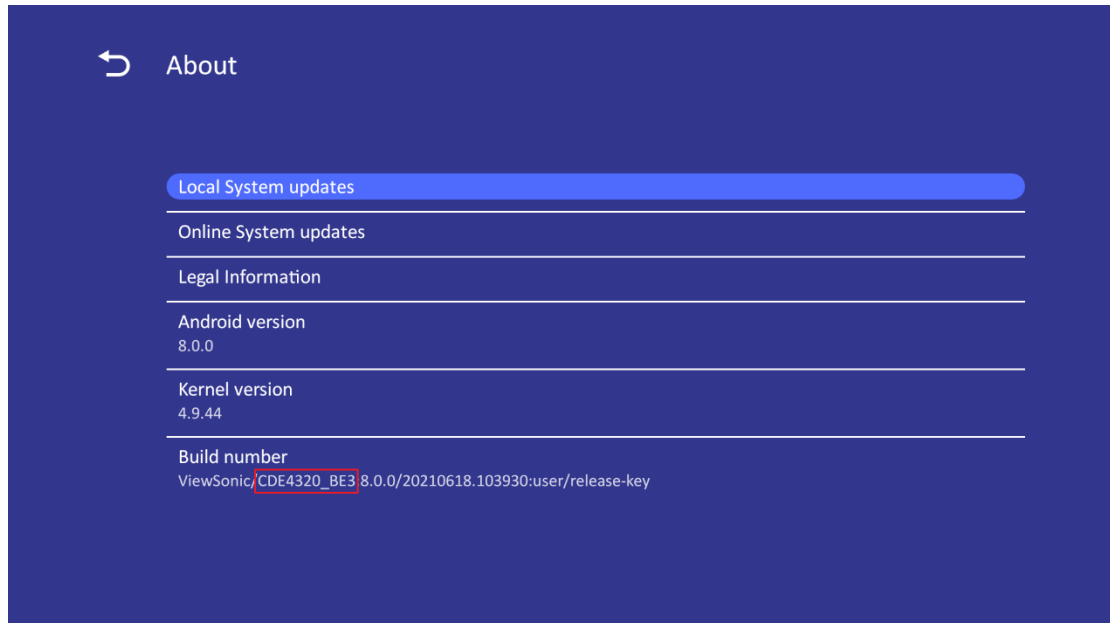 About
Local System updates
Online System updates
Legal Information
Android version
8.0.0
Kernel version
4.9.44
Build number
ViewSonic/CDE4320_BE3 8.0.0/20210618.103930:user/release-key